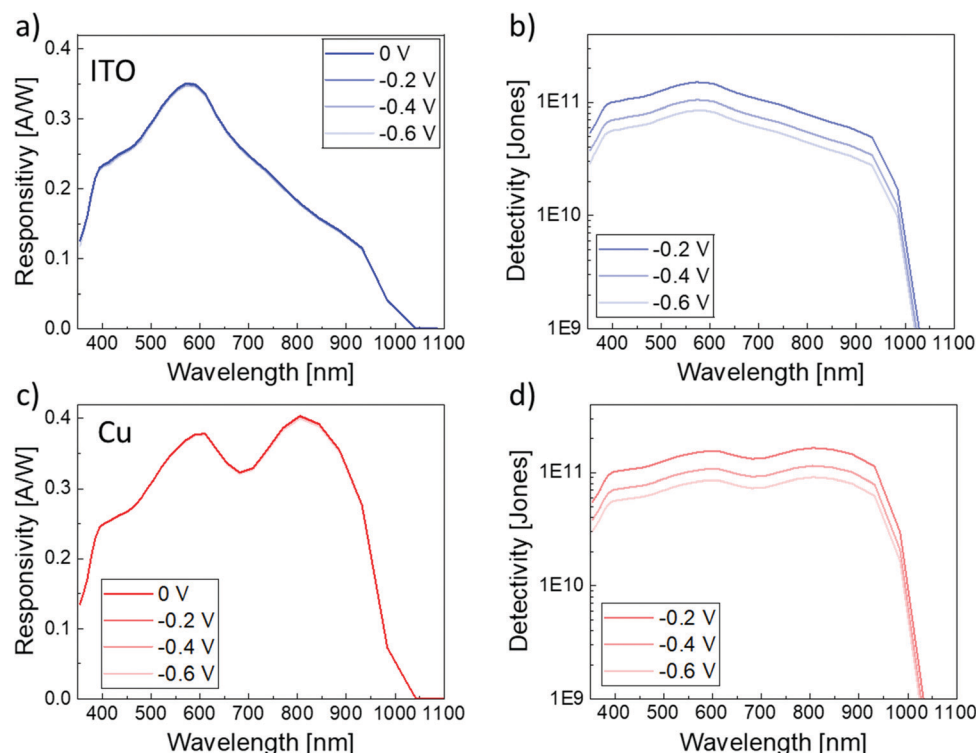 a)
ITO
0 V
-0.2 V
-0.4 V
-0.6 V
Responsitivy [A/W]
0.4
0.3
0.2
0.1
0.0
400 500 600 700 800 900 1000 1100
Wavelength [nm]
b)
Detectivity [Jones]
1E11
1E10
1E9
-0.2 V
-0.4 V
-0.6 V
400 500 600 700 800 900 1000 1100
Wavelength [nm]
c)
Cu
Responsivity [A/W]
0.4
0.3
0.2
0.1
0.0
0 V
-0.2 V
-0.4 V
-0.6 V
400 500 600 700 800 900 1000 1100
Wavelength [nm]
d)
Detectivity [Jones]
1E11
1E10
1E9
-0.2 V
-0.4 V
-0.6 V
400 500 600 700 800 900 1000 1100
Wavelength [nm]